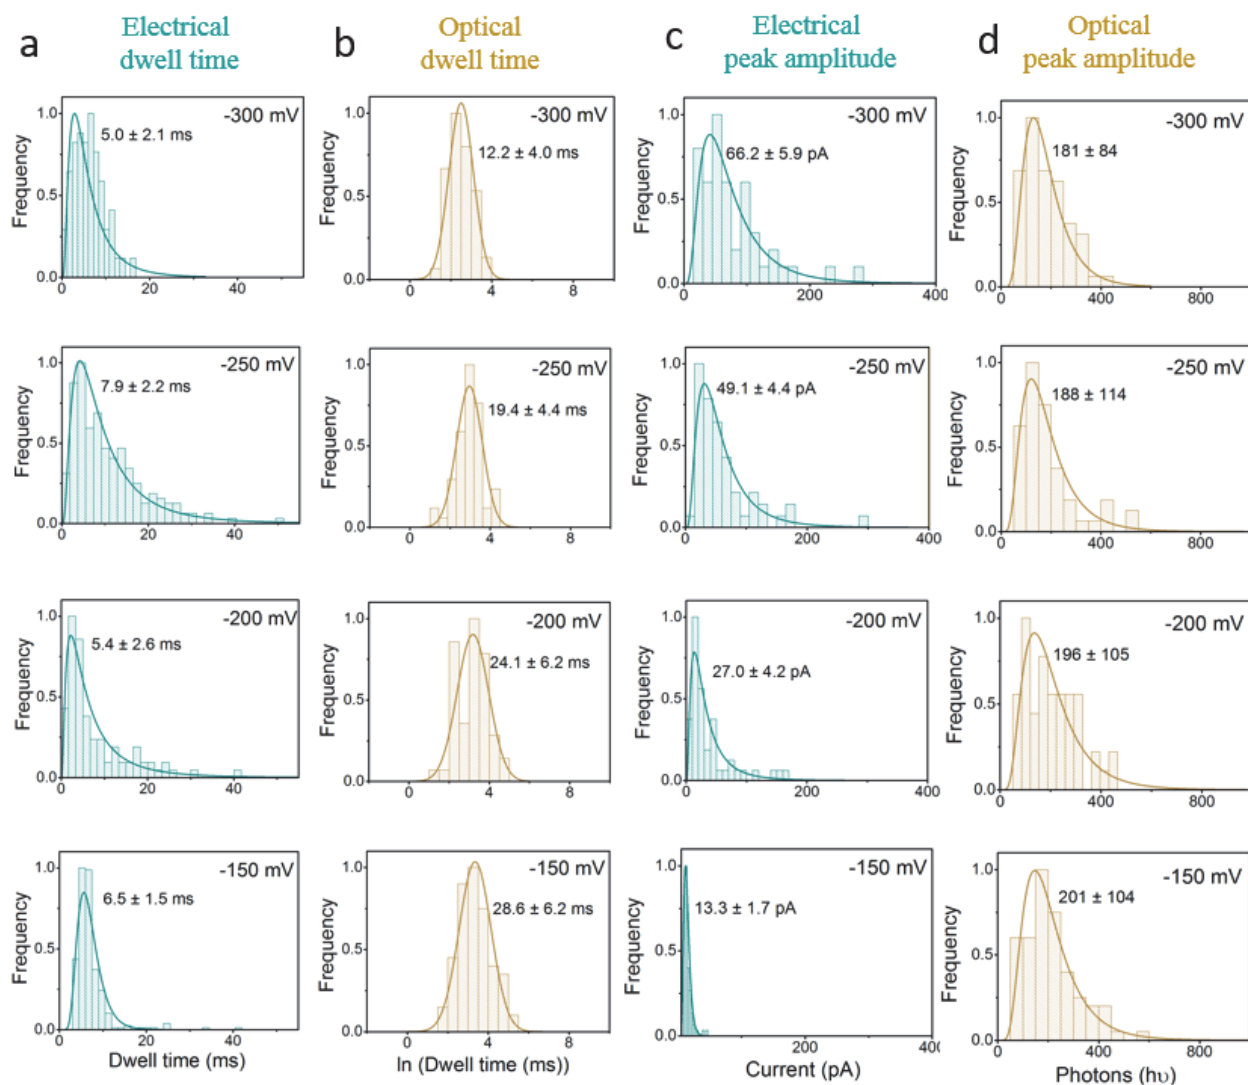 a
Electrical
dwell time
b
Optical
dwell time
c
Electrical
peak amplitude
d
Optical
peak amplitude
Frequency
1.0
0.5
0.0
0
20
40
-300 mV
5.0 ± 2.1 ms
Frequency
1.0
0.5
0.0
0
4
8
-300 mV
12.2 ± 4.0 ms
Frequency
1.0
0.5
0.0
0
200
400
-300 mV
66.2 ± 5.9 pA
Frequency
1.0
0.5
0.0
0
400
800
-300 mV
181 ± 84
Frequency
1.0
0.5
0.0
0
20
40
-250 mV
7.9 ± 2.2 ms
Frequency
1.0
0.5
0.0
0
4
8
-250 mV
19.4 ± 4.4 ms
Frequency
1.0
0.5
0.0
0
200
400
-250 mV
49.1 ± 4.4 pA
Frequency
1.0
0.5
0.0
0
400
800
-250 mV
188 ± 114
Frequency
1.0
0.5
0.0
0
20
40
-200 mV
5.4 ± 2.6 ms
Frequency
1.0
0.5
0.0
0
4
8
-200 mV
24.1 ± 6.2 ms
Frequency
1.0
0.5
0.0
0
200
400
-200 mV
27.0 ± 4.2 pA
Frequency
1.0
0.5
0.0
0
400
800
-200 mV
196 ± 105
Frequency
1.0
0.5
0.0
0
20
40
-150 mV
6.5 ± 1.5 ms
Dwell time (ms)
Frequency
1.0
0.5
0.0
0
4
8
-150 mV
28.6 ± 6.2 ms
ln (Dwell time (ms))
Frequency
1.0
0.5
0.0
200
40
-150 mV
13.3 ± 1.7 pA
Current (pA)
Frequency
1.0
0.5
0.0
0
400
800
-150 mV
201 ± 104
Photons (hυ)